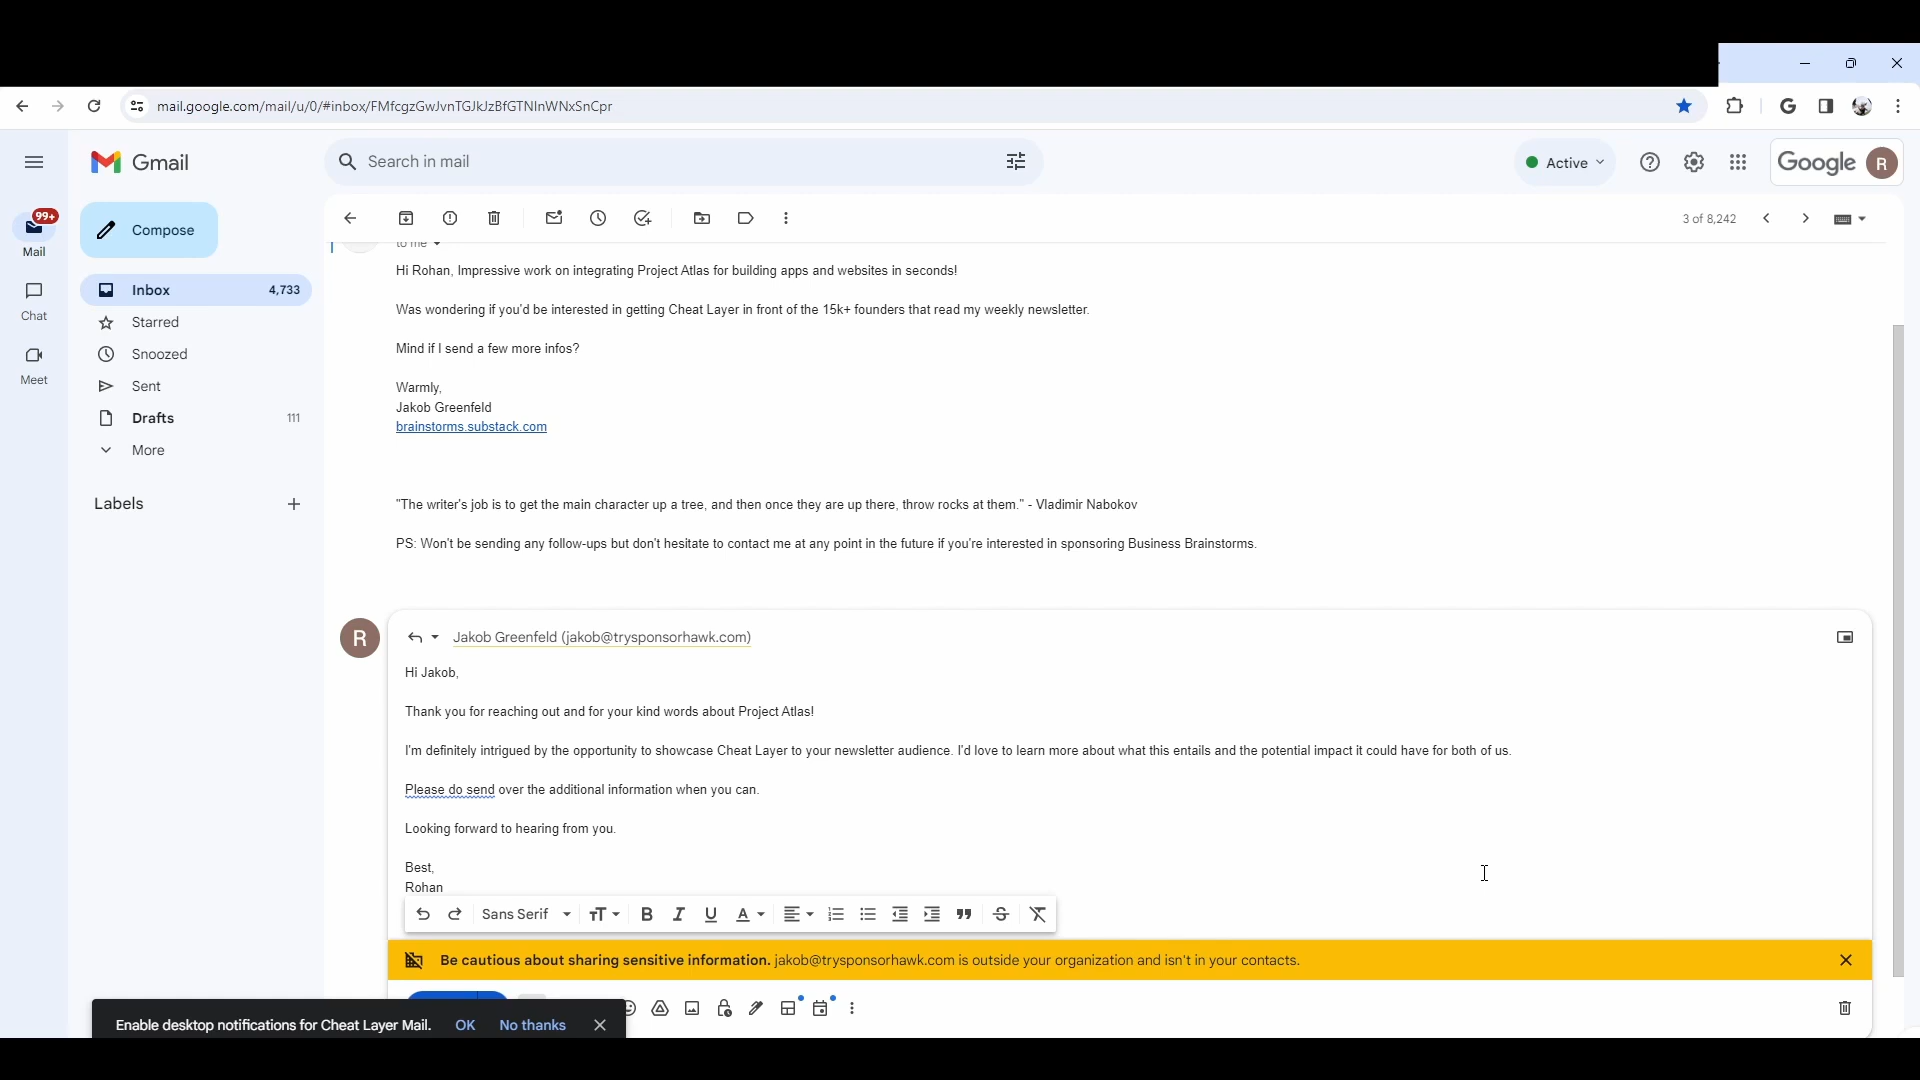 mail.google.com/mail/u/0/#inbox/FMfcgzGwJvnTGJkJzBfGTNlnWNxSnCpr
Gmail
Search in mail
Active
Google
R
99+
Mail
Compose
3 of 8,242
to me
Inbox 4,733
Hi Rohan, Impressive work on integrating Project Atlas for building apps and websites in seconds!
Chat
Starred
Was wondering if you'd be interested in getting Cheat Layer in front of the 15k+ founders that read my weekly newsletter.
Snoozed
Mind if I send a few more infos?
Meet
Sent
Warmly,
Jakob Greenfeld
Drafts 111
brainstorms.substack.com
More
Labels
"The writer's job is to get the main character up a tree, and then once they are up there, throw rocks at them." - Vladimir Nabokov
PS: Won't be sending any follow-ups but don't hesitate to contact me at any point in the future if you're interested in sponsoring Business Brainstorms.
R
Jakob Greenfeld (jakob@trysponsorhawk.com)
Hi Jakob,
Thank you for reaching out and for your kind words about Project Atlas!
I'm definitely intrigued by the opportunity to showcase Cheat Layer to your newsletter audience. I'd love to learn more about what this entails and the potential impact it could have for both of us.
Please do send over the additional information when you can.
Looking forward to hearing from you.
Best,
Rohan
Sans Serif
Be cautious about sharing sensitive information. jakob@trysponsorhawk.com is outside your organization and isn't in your contacts.
Enable desktop notifications for Cheat Layer Mail. OK No thanks